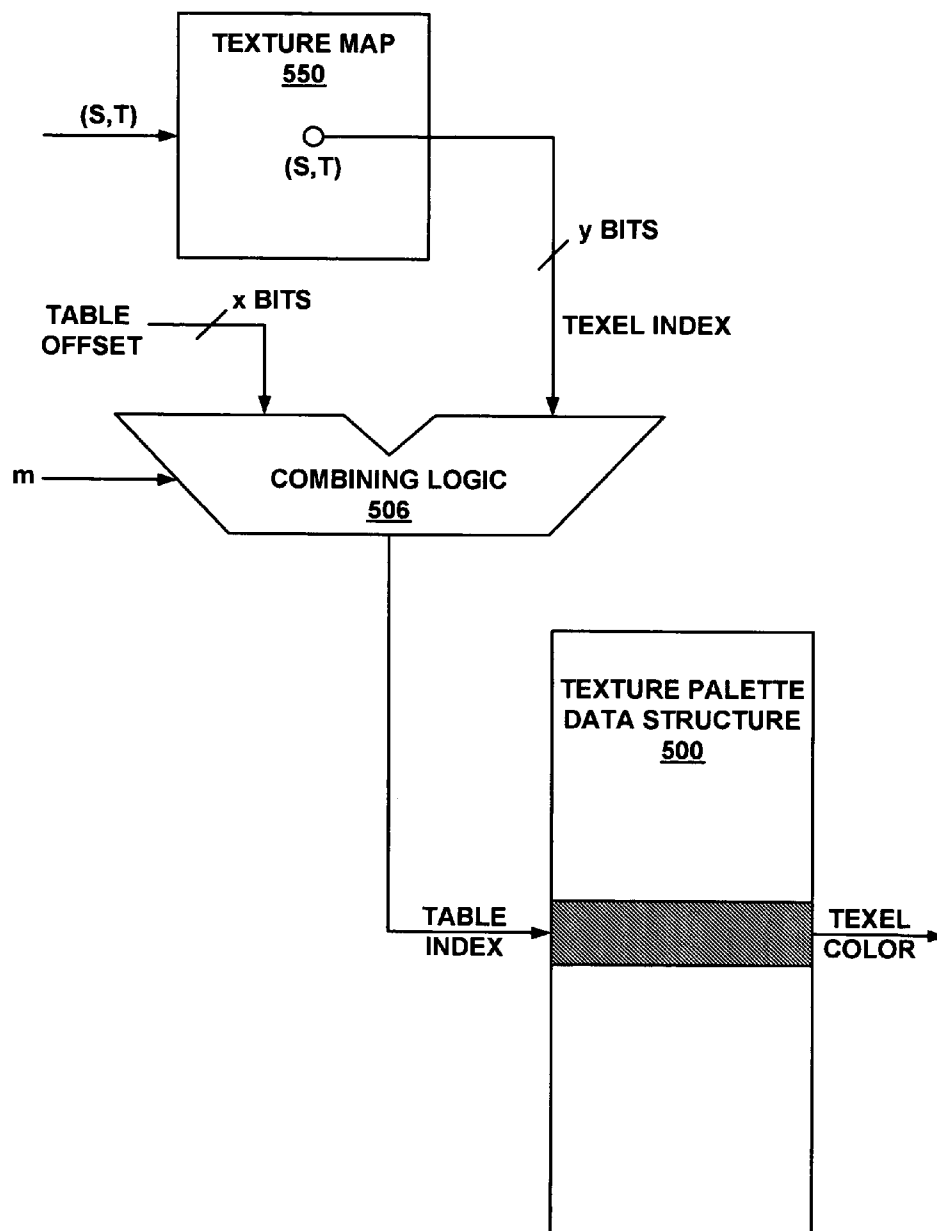 TEXTURE MAP
550
(S,T)
(S,T)
y BITS
x BITS
TABLE
OFFSET
TEXEL INDEX
m
COMBINING LOGIC
506
TEXTURE PALETTE
DATA STRUCTURE
500
TABLE
INDEX
TEXEL
COLOR